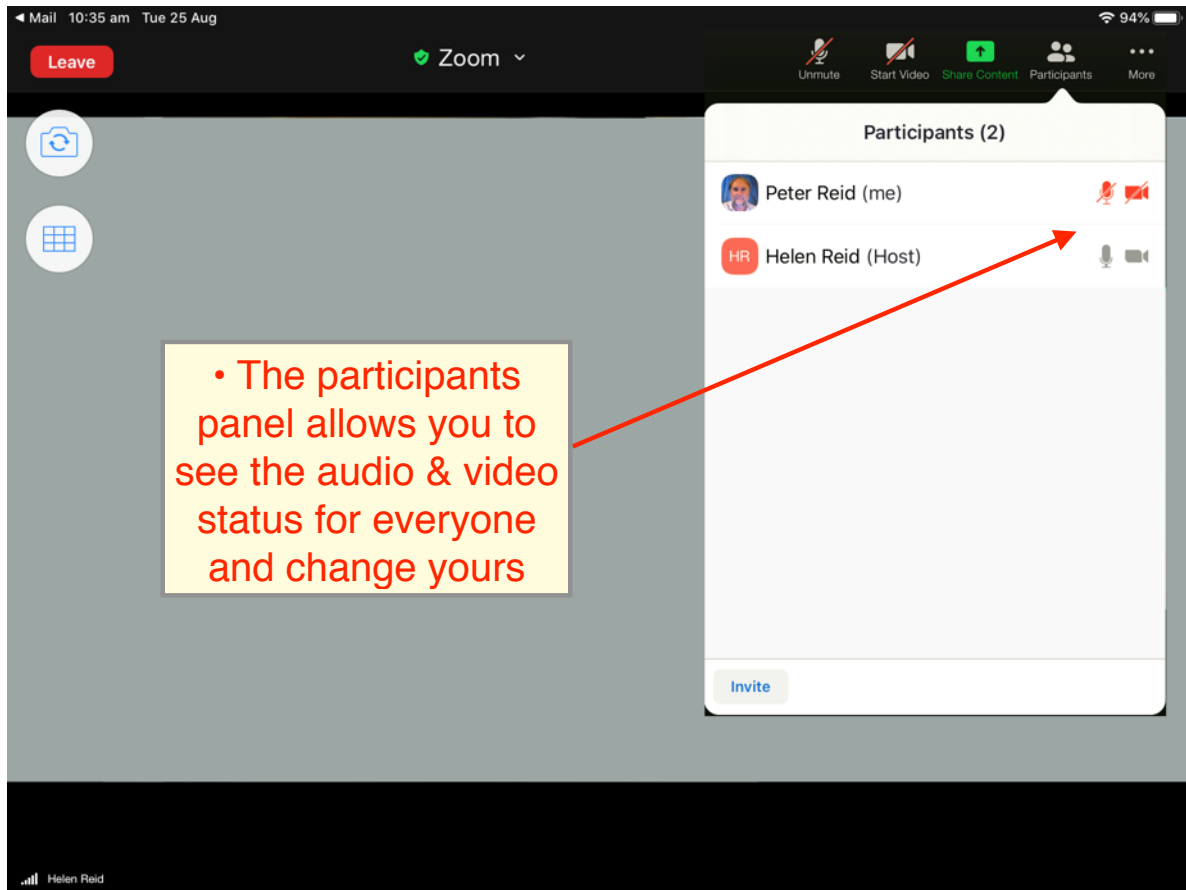 ◀ Mail 10:35 am Tue 25 Aug
94%
Leave
Zoom
Unmute
Start Video
Share Content
Participants
More
Participants (2)
Peter Reid (me)
HR Helen Reid (Host)
• The participants
panel allows you to
see the audio & video
status for everyone
and change yours
Invite
Helen Reid